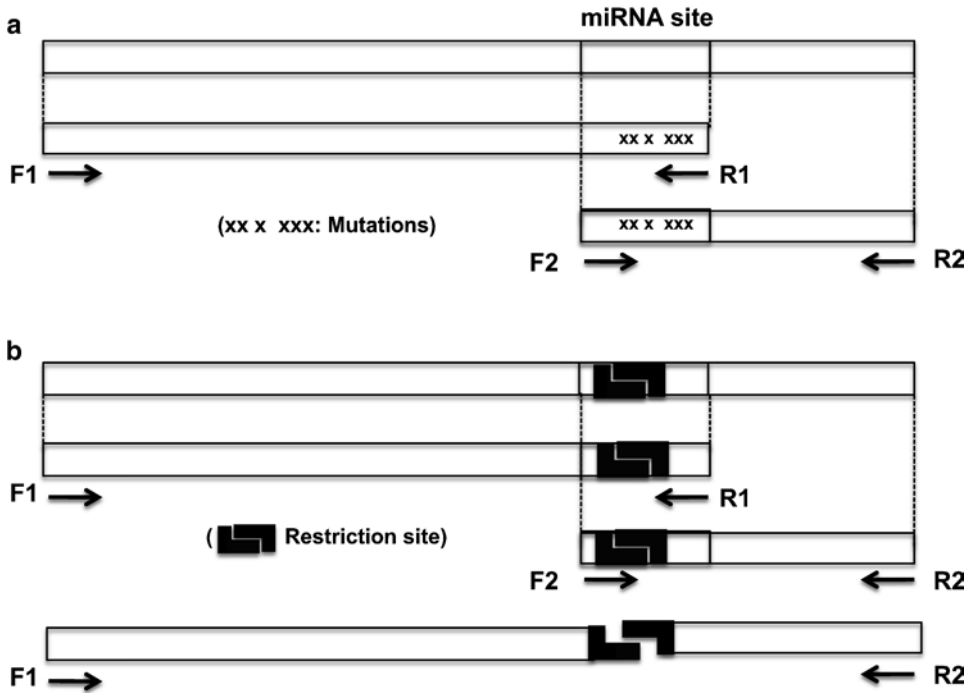 miRNA site
a
xx x xxx
F1
R1
(xx x xxx: Mutations)
xx x xxx
F2
R2
b
F1
R1
( Restriction site)
F2
R2
F1
R2